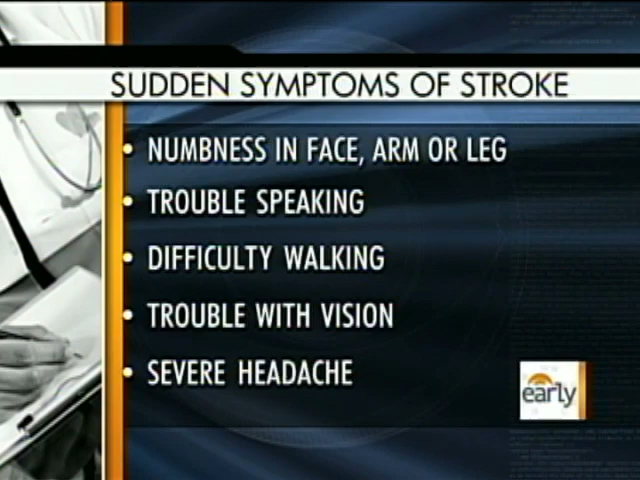 SUDDEN SYMPTOMS OF STROKE
• NUMBNESS IN FACE, ARM OR LEG
• TROUBLE SPEAKING
• DIFFICULTY WALKING
• TROUBLE WITH VISION
• SEVERE HEADACHE
early